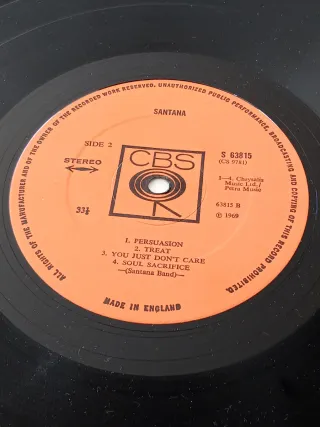 ALL RIGHTS OF THE MANUFACTURER AND OF THE OWNER OF THE RECORDED WORK RESERVED. UNAUTHORIZED PUBLIC PERFORMANCE, BROADCASTING AND COPYING OF THIS RECORD PROHIBITED.
SANTANA
SIDE 2
STEREO
33⅓
CBS
S 63815
(CS 9781)
1—4. Chrysalis
Music Ltd./
Petra Music
63815 B
℗ 1969
1. PERSUASION
2. TREAT
3. YOU JUST DON'T CARE
4. SOUL SACRIFICE
—(Santana Band)—
MADE IN ENGLAND